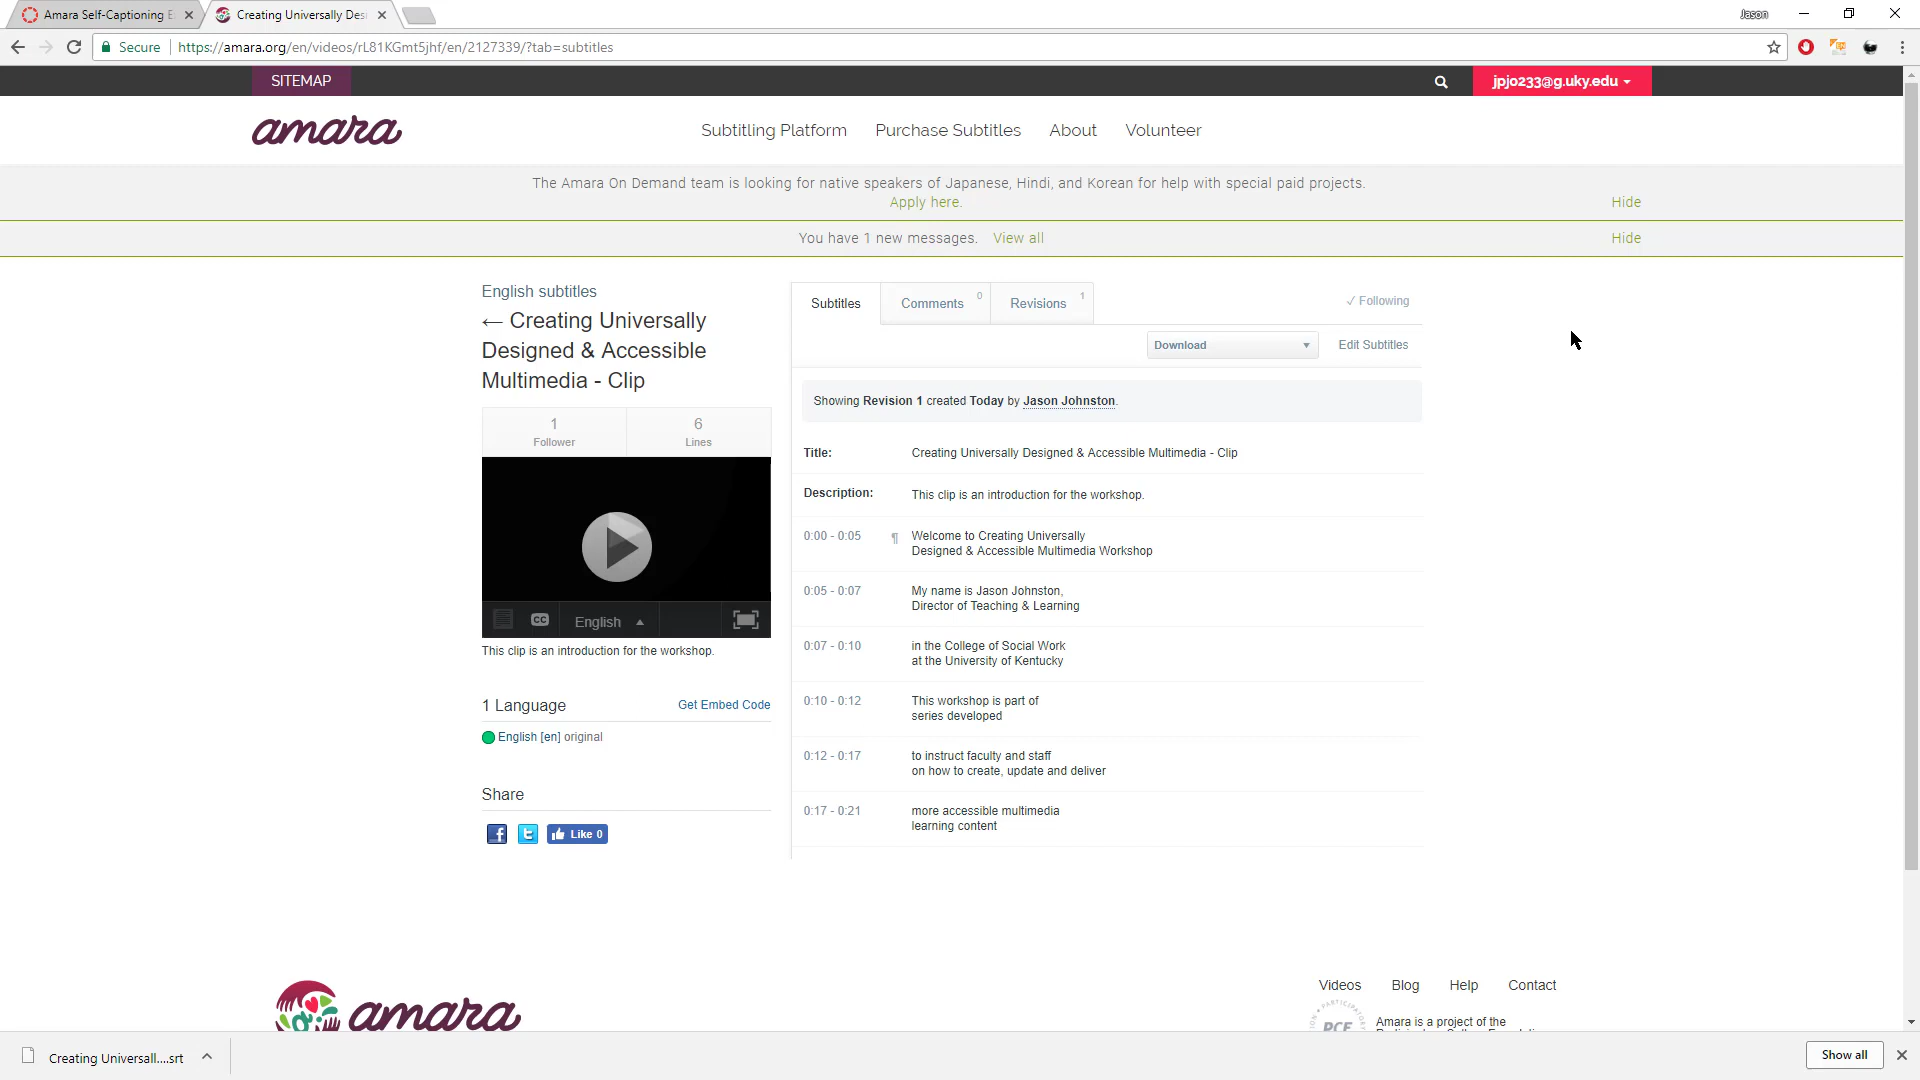 Amara Self-Captioning E
Creating Universally Des
Jason
Secure
https://amara.org/en/videos/rL81KGmt5jhf/en/2127339/?tab=subtitles
SITEMAP
jpjo233@g.uky.edu
amara
Subtitling Platform
Purchase Subtitles
About
Volunteer
The Amara On Demand team is looking for native speakers of Japanese, Hindi, and Korean for help with special paid projects.
Apply here.
Hide
You have 1 new messages. View all
Hide
English subtitles
← Creating Universally
Designed & Accessible
Multimedia - Clip
1
Follower
6
Lines
CC
English
This clip is an introduction for the workshop.
1 Language
Get Embed Code
English [en] original
Share
Like 0
Subtitles
Comments 0
Revisions 1
✓ Following
Download
Edit Subtitles
Showing Revision 1 created Today by Jason Johnston.
Title:
Creating Universally Designed & Accessible Multimedia - Clip
Description:
This clip is an introduction for the workshop.
0:00 - 0:05
¶
Welcome to Creating Universally
Designed & Accessible Multimedia Workshop
0:05 - 0:07
My name is Jason Johnston,
Director of Teaching & Learning
0:07 - 0:10
in the College of Social Work
at the University of Kentucky
0:10 - 0:12
This workshop is part of
series developed
0:12 - 0:17
to instruct faculty and staff
on how to create, update and deliver
0:17 - 0:21
more accessible multimedia
learning content
amara
Videos
Blog
Help
Contact
PARTICIPATORY
PCF
Amara is a project of the
Creating Universall....srt
Show all